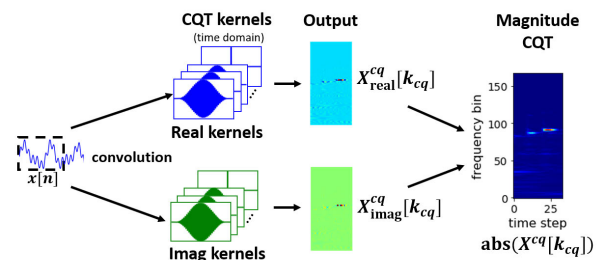 CQT kernels
(time domain)
Output
Magnitude
CQT
Real kernels
X^{cq}_{real}[k_{cq}]
convolution
x[n]
Imag kernels
X^{cq}_{imag}[k_{cq}]
frequency bin
150
100
50
0
0 25
time step
abs(X^{cq}[k_{cq}])